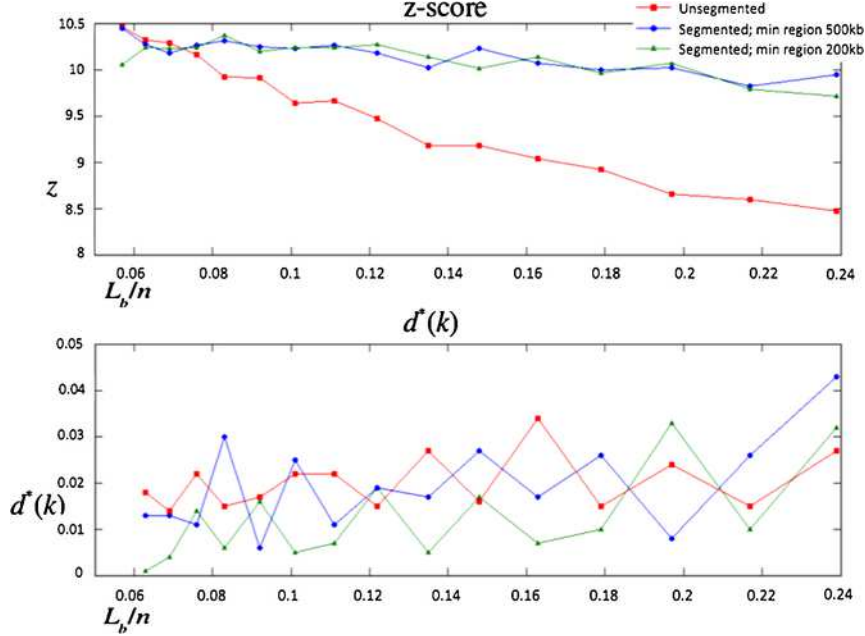 z-score
Unsegmented
Segmented; min region 500kb
Segmented; min region 200kb
10.5
10
9.5
9
z
8.5
8
0.06 0.08 0.1 0.12 0.14 0.16 0.18 0.2 0.22 0.24
L_b/n
d*(k)
0.05
0.04
0.03
0.02
d*(k)
0.01
0
0.06 0.08 0.1 0.12 0.14 0.16 0.18 0.2 0.22 0.24
L_b/n